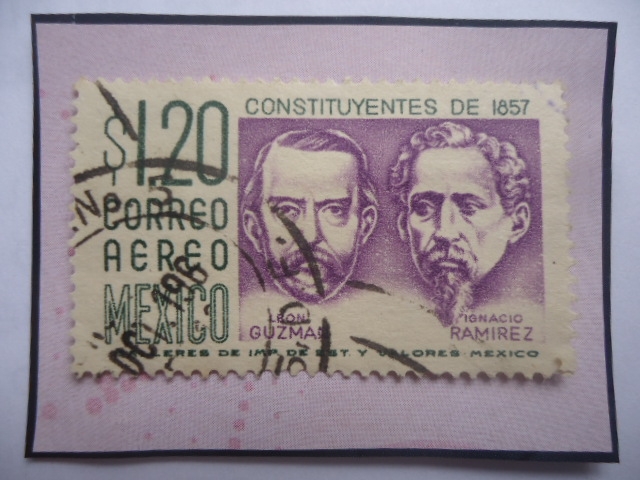 CONSTITUYENTES DE 1857
$1.20
CORREO
AEREO
MEXICO
LEON
GUZMAN
IGNACIO
RAMIREZ
DE IMP. DE EST. Y VALORES-MEXICO